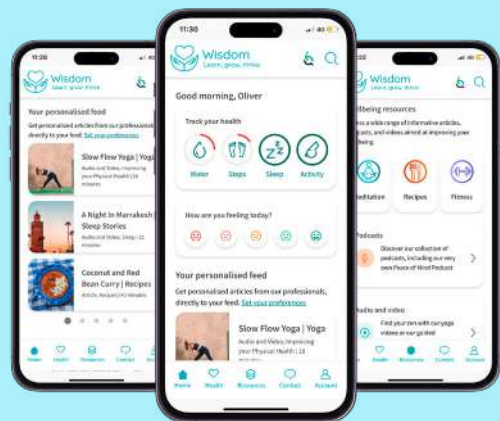 11:28
Wisdom
Learn, grow, thrive
Your personalised feed
Get personalised articles from our professionals,
directly to your feed. Set your preferences
Slow Flow Yoga | Yoga
Audio and Video, Improving
your Physical Health | 18
minutes
A Night In Marrakesh |
Sleep Stories
Audio and Video, Sleep | 22
minutes
Coconut and Red
Bean Curry | Recipes
Home
Health
Resources
Contact
11:30
4G
Wisdom
Learn, grow, thrive
Good morning, Oliver
Track your health
Water
Steps
Sleep
Activity
How are you feeling today?
Your personalised feed
Get personalised articles from our professionals,
directly to your feed. Set your preferences
Slow Flow Yoga | Yoga
Audio and Video, Improving
your Physical Health | 18
minutes
Home
Health
Resources
Contact
Account
4G
Wisdom
Learn, grow, thrive
resources
a wide range of informative articles,
and videos aimed at improving your
Recipes
Fitness
Podcasts
Discover our collection of
podcasts, including our very
own Peace of Mind Podcast
and video
Find your zen with our yoga
videos or our guided
Health
Resources
Contact
Account